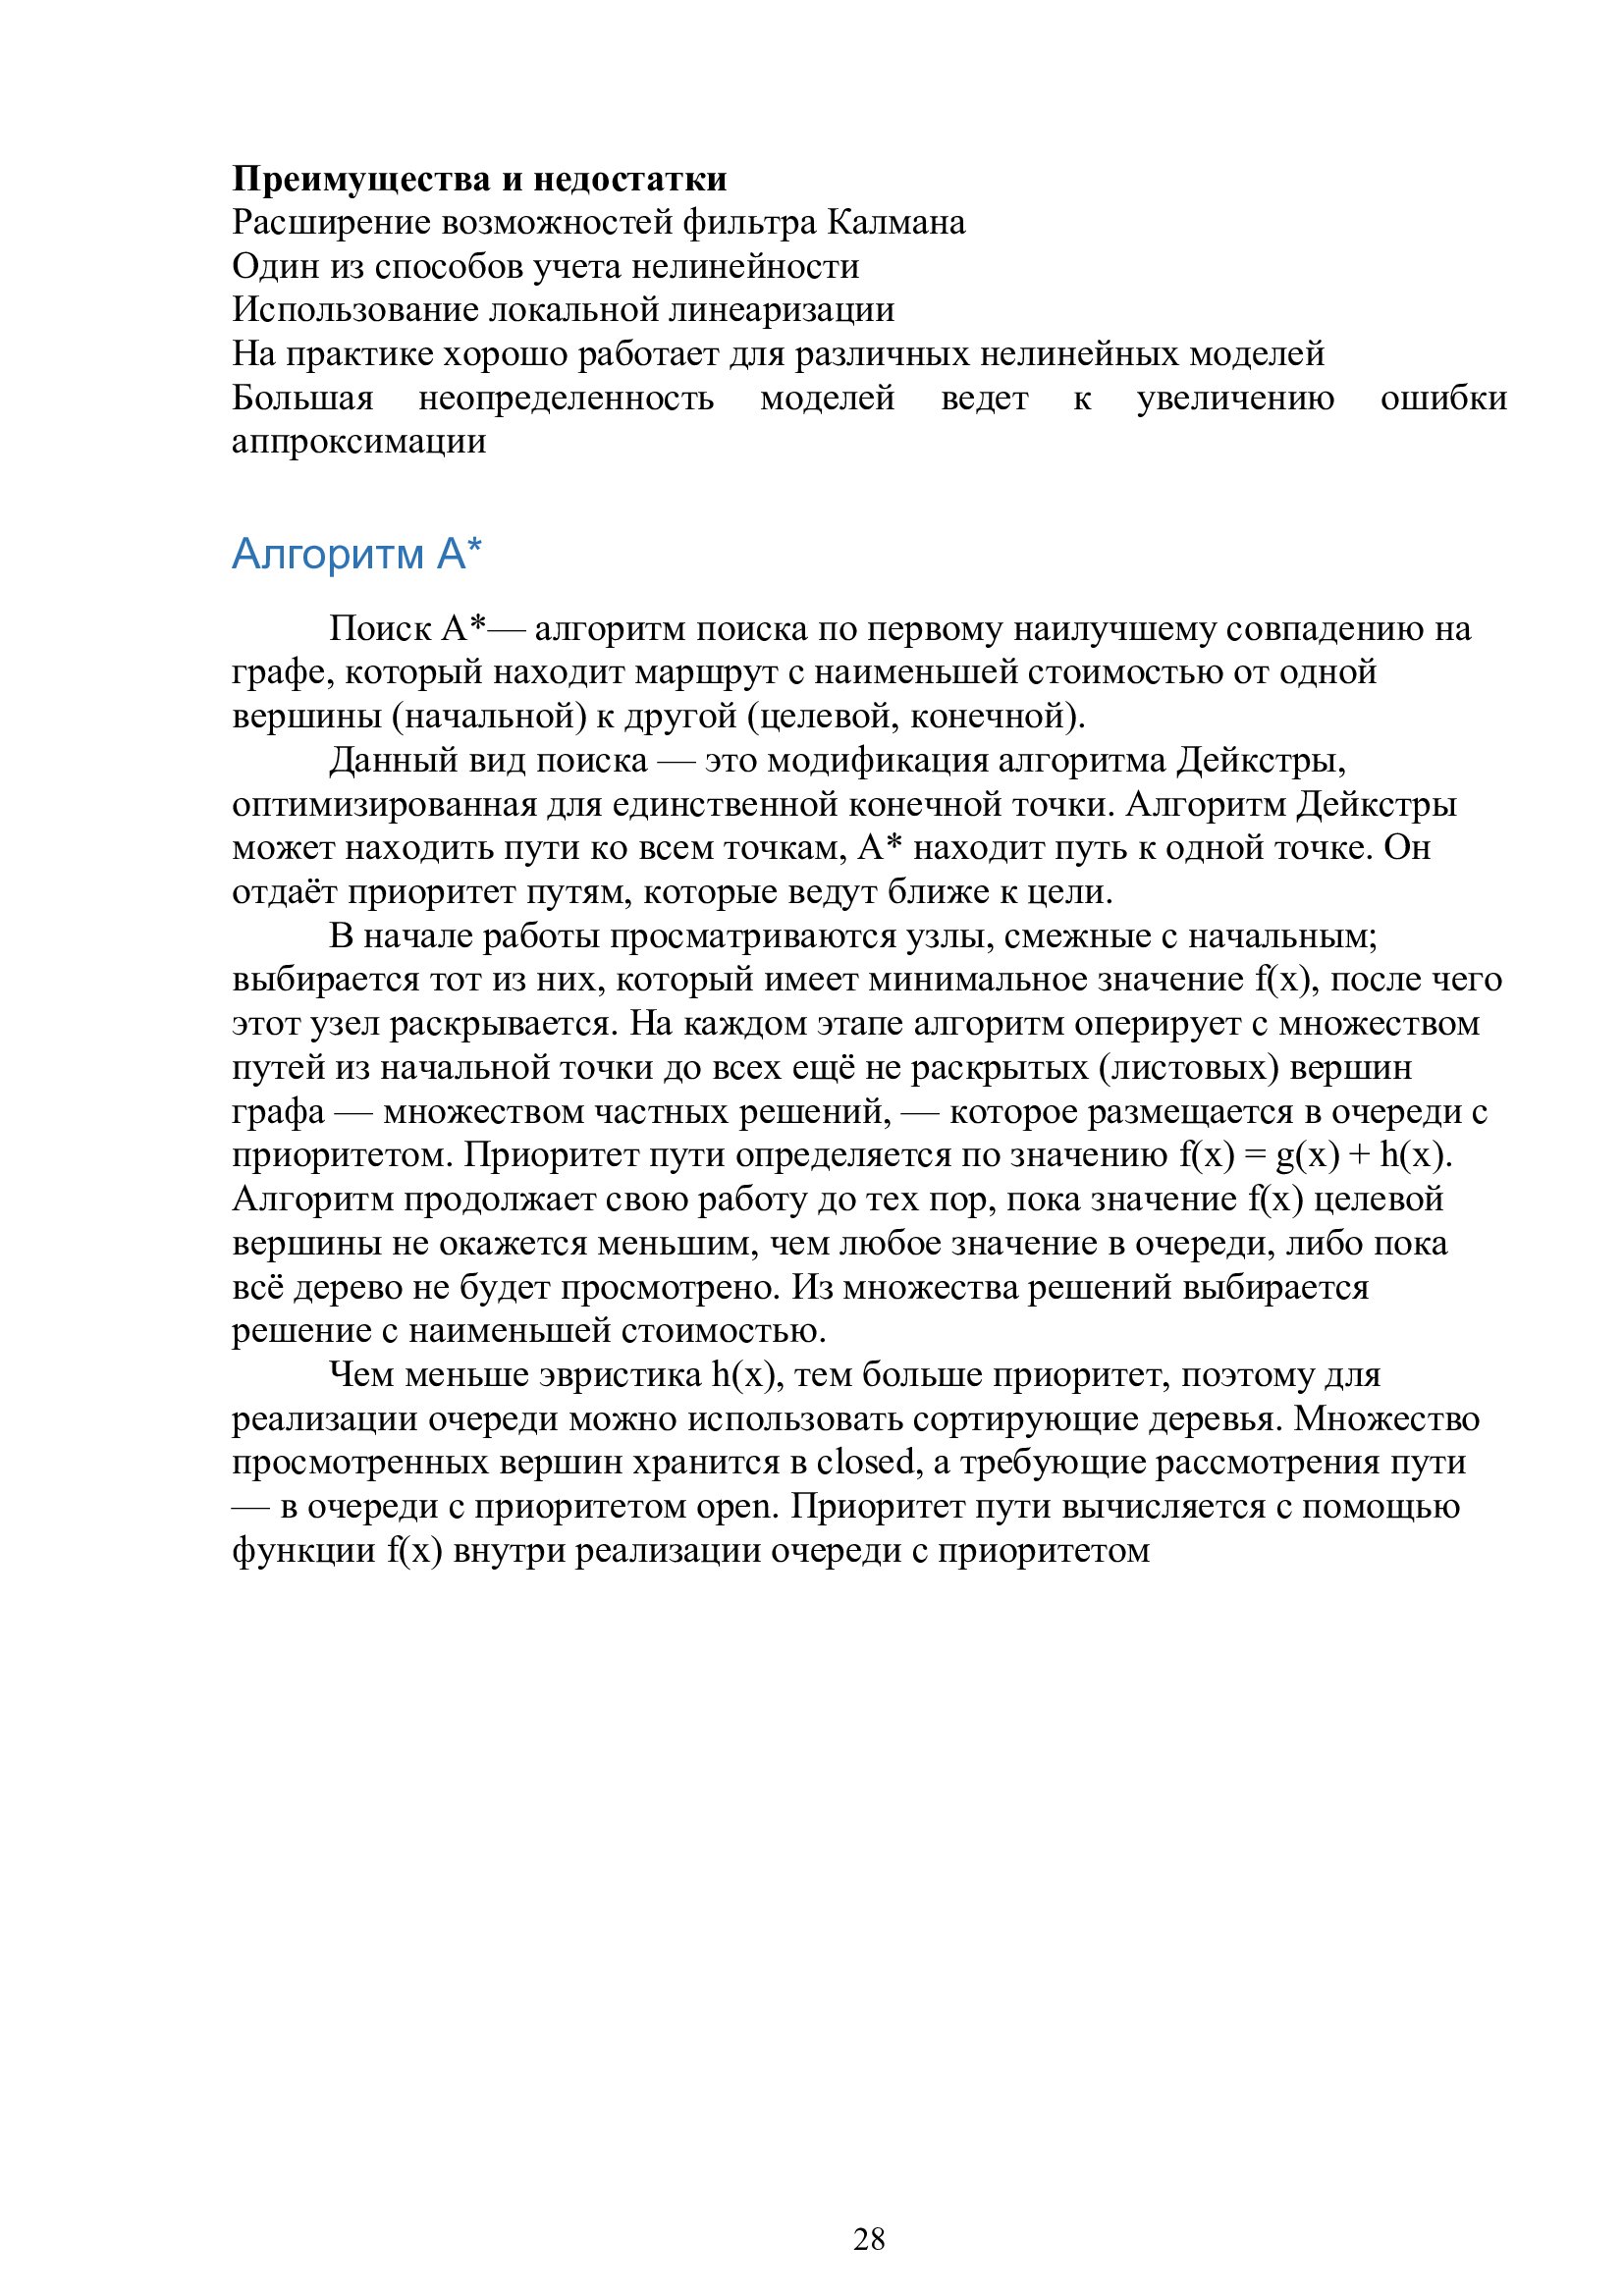 Преимущества и недостатки
Расширение возможностей фильтра Калмана
Один из способов учета нелинейности
Использование локальной линеаризации
На практике хорошо работает для различных нелинейных моделей
Большая неопределенность моделей ведет к увеличению ошибки
аппроксимации
Алгоритм А*
Поиск А*— алгоритм поиска по первому наилучшему совпадению на
графе, который находит маршрут с наименьшей стоимостью от одной
вершины (начальной) к другой (целевой, конечной).
Данный вид поиска — это модификация алгоритма Дейкстры,
оптимизированная для единственной конечной точки. Алгоритм Дейкстры
может находить пути ко всем точкам, А* находит путь к одной точке. Он
отдаёт приоритет путям, которые ведут ближе к цели.
В начале работы просматриваются узлы, смежные с начальным;
выбирается тот из них, который имеет минимальное значение f(x), после чего
этот узел раскрывается. На каждом этапе алгоритм оперирует с множеством
путей из начальной точки до всех ещё не раскрытых (листовых) вершин
графа — множеством частных решений, — которое размещается в очереди с
приоритетом. Приоритет пути определяется по значению f(x) = g(x) + h(x).
Алгоритм продолжает свою работу до тех пор, пока значение f(x) целевой
вершины не окажется меньшим, чем любое значение в очереди, либо пока
всё дерево не будет просмотрено. Из множества решений выбирается
решение с наименьшей стоимостью.
Чем меньше эвристика h(x), тем больше приоритет, поэтому для
реализации очереди можно использовать сортирующие деревья. Множество
просмотренных вершин хранится в closed, а требующие рассмотрения пути
— в очереди с приоритетом open. Приоритет пути вычисляется с помощью
функции f(x) внутри реализации очереди с приоритетом
28